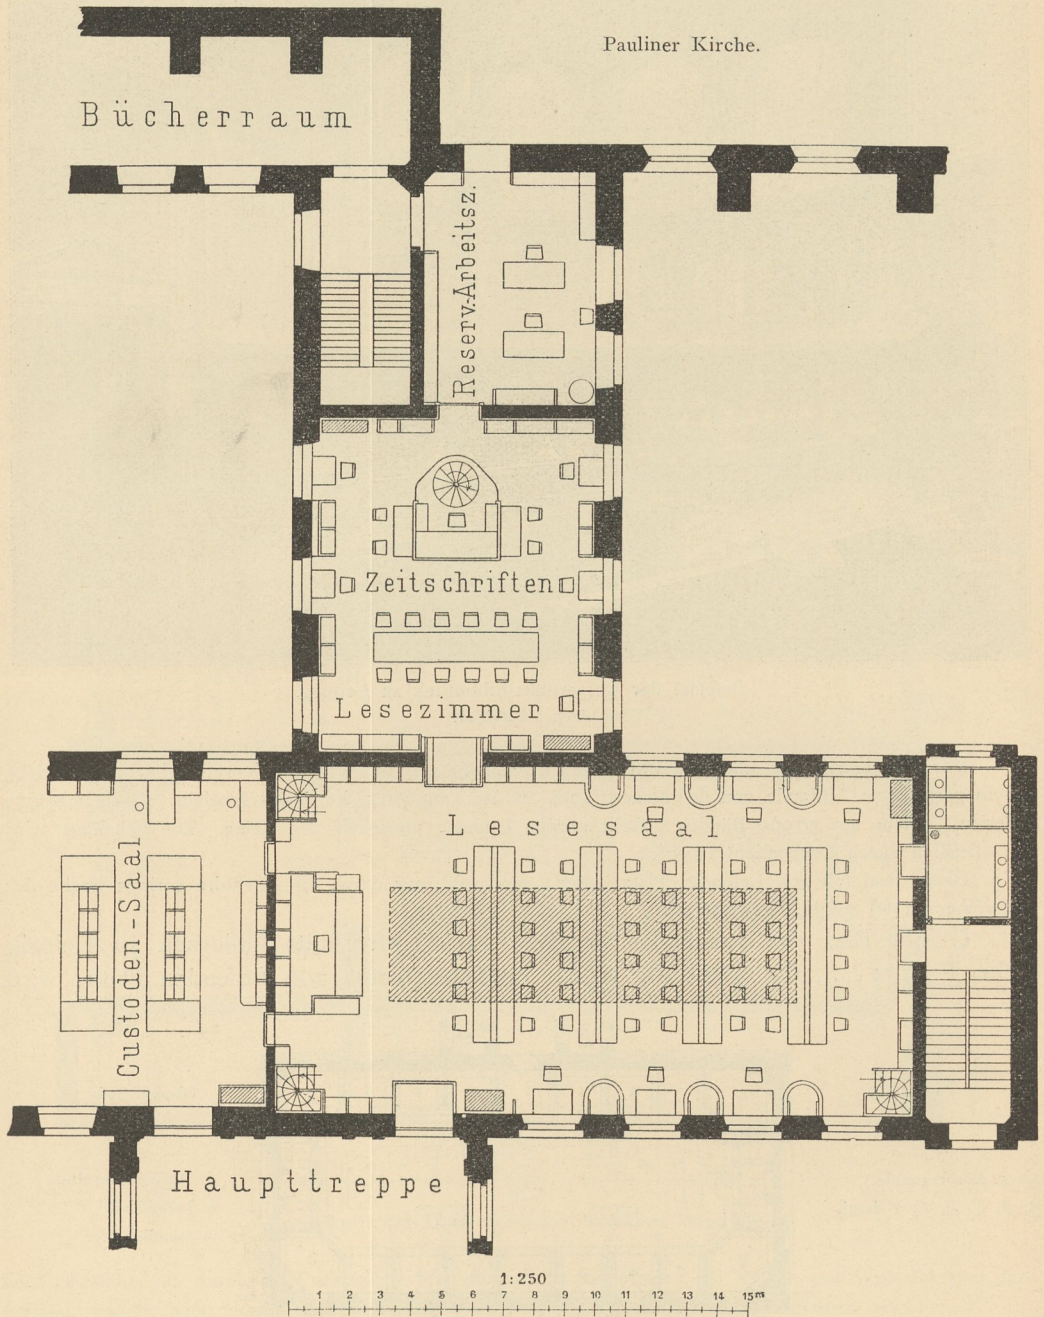 Pauliner Kirche.
Bücherraum
Reserv.-Arbeitsz.
Zeitschriften
Lesezimmer
Lesesaal
Custoden-Saal
Haupttreppe
1:250
1 2 3 4 5 6 7 8 9 10 11 12 13 14 15 m